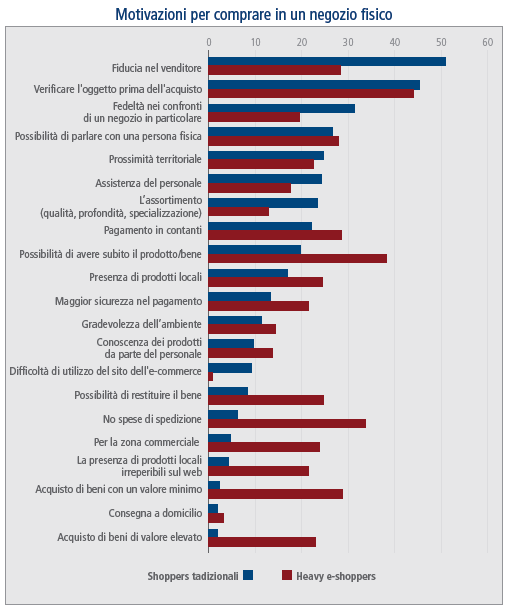 Motivazioni per comprare in un negozio fisico
0 10 20 30 40 50 60
Fiducia nel venditore
Verificare l'oggetto prima dell'acquisto
Fedeltà nei confronti
di un negozio in particolare
Possibilità di parlare con una persona fisica
Prossimità territoriale
Assistenza del personale
L'assortimento
(qualità, profondità, specializzazione)
Pagamento in contanti
Possibilità di avere subito il prodotto/bene
Presenza di prodotti locali
Maggior sicurezza nel pagamento
Gradevolezza dell'ambiente
Conoscenza dei prodotti
da parte del personale
Difficoltà di utilizzo del sito dell'e-commerce
Possibilità di restituire il bene
No spese di spedizione
Per la zona commerciale
La presenza di prodotti locali
irreperibili sul web
Acquisto di beni con un valore minimo
Consegna a domicilio
Acquisto di beni di valore elevato
Shoppers tadizionali Heavy e-shoppers